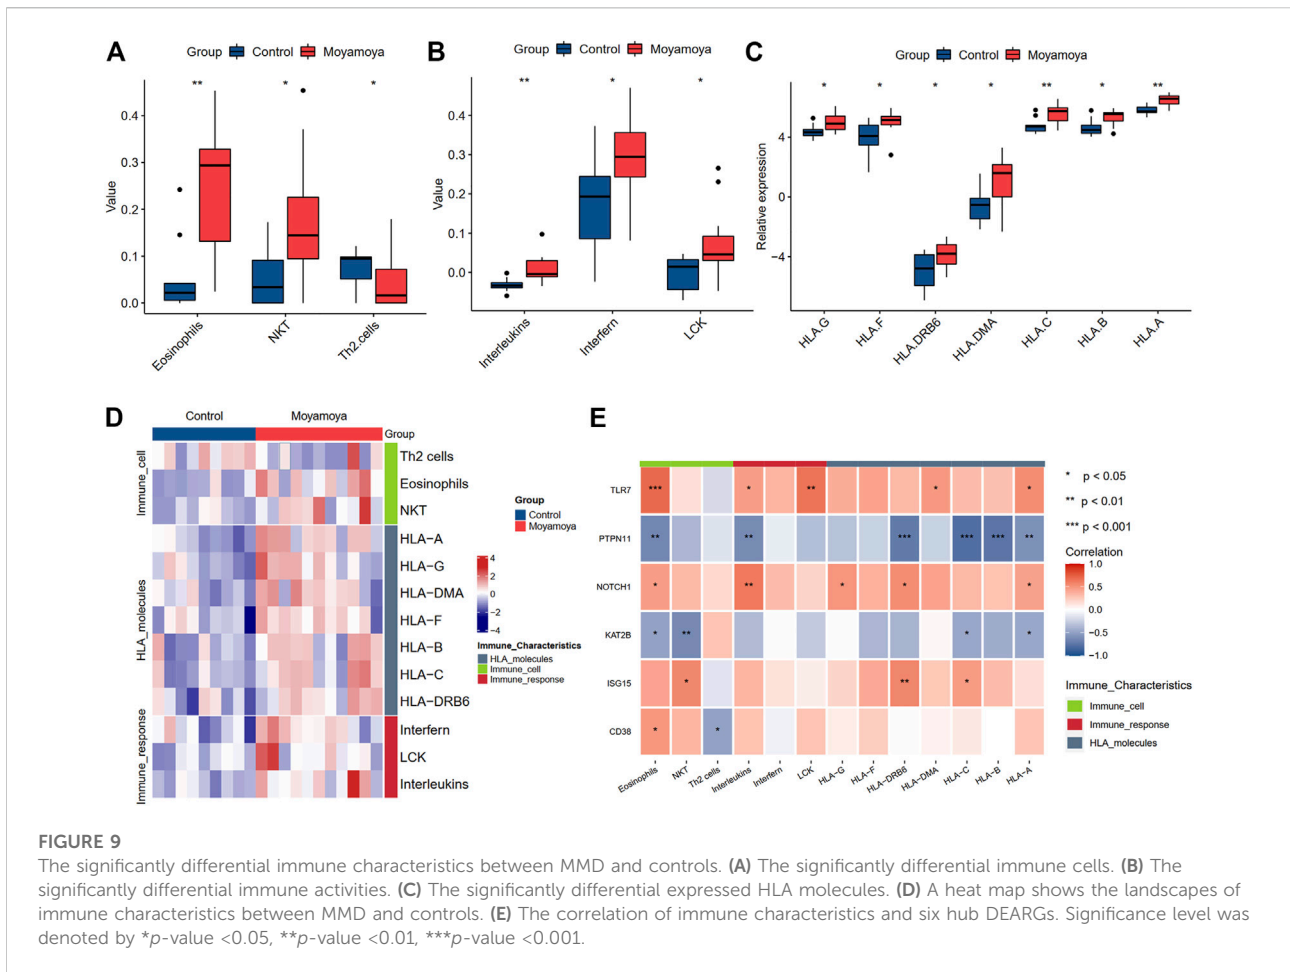 A
Group Control Moyamoya
** * *
Value
0.4
0.3
0.2
0.1
0.0
Eosinophils
NKT
Th2.cells
B
Group Control Moyamoya
** * *
Value
0.4
0.3
0.2
0.1
0.0
Interleukins
Interfern
LCK
C
Group Control Moyamoya
* * * * ** * **
Relative expression
4
0
−4
HLA.G
HLA.F
HLA.DRB6
HLA.DMA
HLA.C
HLA.B
HLA.A
D
Control Moyamoya
Group
Immune_cell
Th2 cells
Eosinophils
NKT
HLA_molecules
HLA−A
HLA−G
HLA−DMA
HLA−F
HLA−B
HLA−C
HLA−DRB6
Immune_response
Interfern
LCK
Interleukins
Group
Control
Moyamoya
4
2
0
−2
−4
Immune_Characteristics
HLA_molecules
Immune_cell
Immune_response
E
TLR7 *** * ** * *
PTPN11 ** ** *** *** *** **
NOTCH1 * ** * * *
KAT2B * ** * *
ISG15 * ** *
CD38 * *
Eosinophils
NKT
Th2 cells
Interleukins
Interfern
LCK
HLA−G
HLA−F
HLA−DRB6
HLA−DMA
HLA−C
HLA−B
HLA−A
* p < 0.05
** p < 0.01
*** p < 0.001
Correlation
1.0
0.5
0.0
−0.5
−1.0
Immune_Characteristics
Immune_cell
Immune_response
HLA_molecules
FIGURE 9
The significantly differential immune characteristics between MMD and controls. (A) The significantly differential immune cells. (B) The
significantly differential immune activities. (C) The significantly differential expressed HLA molecules. (D) A heat map shows the landscapes of
immune characteristics between MMD and controls. (E) The correlation of immune characteristics and six hub DEARGs. Significance level was
denoted by *p-value <0.05, **p-value <0.01, ***p-value <0.001.